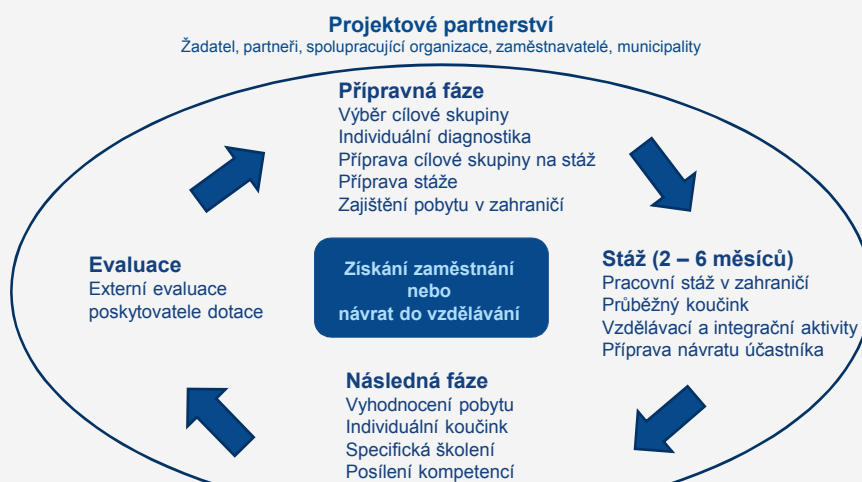 Projektové partnerství
Žadatel, partneři, spolupracující organizace, zaměstnavatelé, municipality
Přípravná fáze
Výběr cílové skupiny
Individuální diagnostika
Příprava cílové skupiny na stáž
Příprava stáže
Zajištění pobytu v zahraničí
Stáž (2 – 6 měsíců)
Pracovní stáž v zahraničí
Průběžný koučink
Vzdělávací a integrační aktivity
Příprava návratu účastníka
Následná fáze
Vyhodnocení pobytu
Individuální koučink
Specifická školení
Posílení kompetencí
Evaluace
Externí evaluace
poskytovatele dotace
Získání zaměstnání
nebo
návrat do vzdělávání